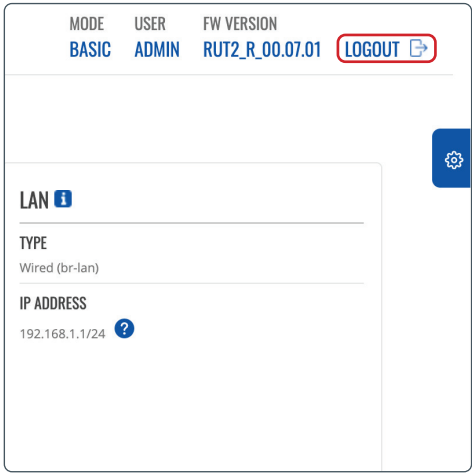 MODE USER FW VERSION
BASIC ADMIN RUT2_R_00.07.01 LOGOUT
LAN i
TYPE
Wired (br-lan)
IP ADDRESS
192.168.1.1/24 ?